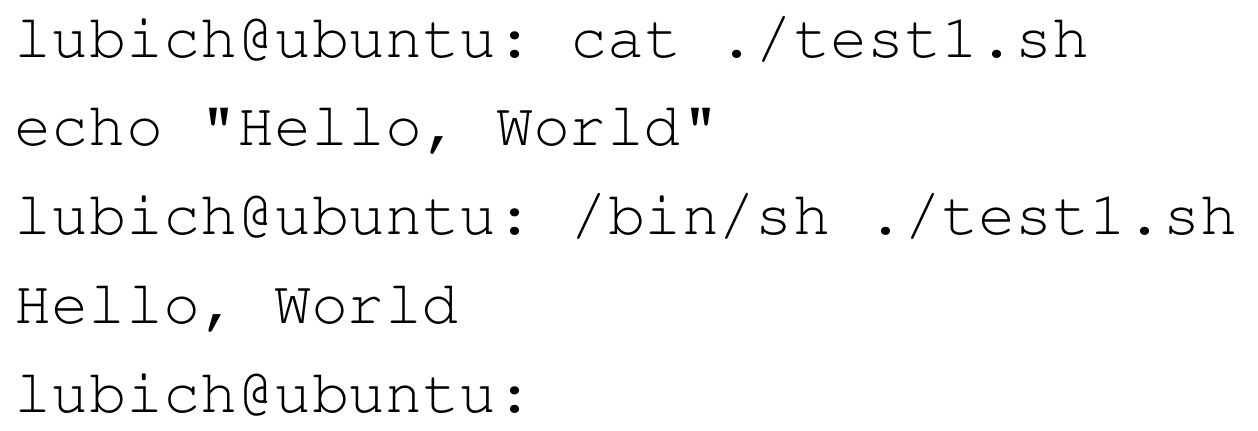 lubich@ubuntu: cat ./test1.sh
echo "Hello, World"
lubich@ubuntu: /bin/sh ./test1.sh
Hello, World
lubich@ubuntu: